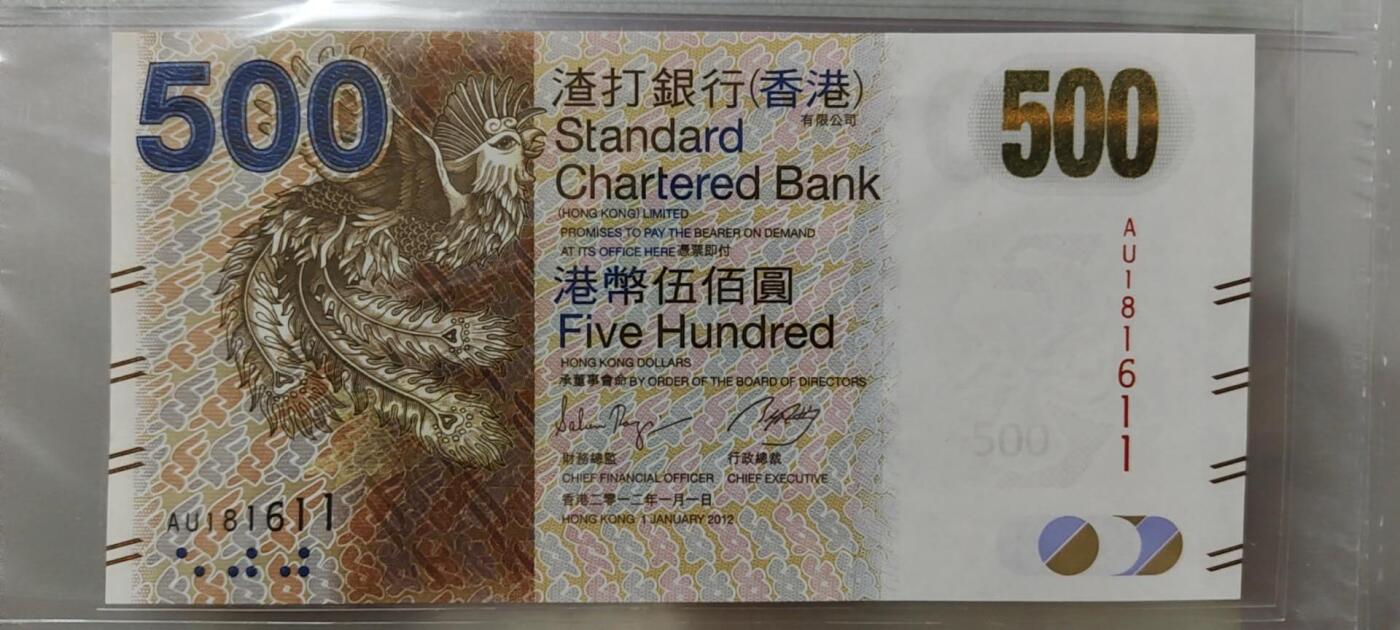 500
渣打銀行(香港)
有限公司
Standard
Chartered Bank
(HONG KONG) LIMITED
PROMISES TO PAY THE BEARER ON DEMAND
AT ITS OFFICE HERE 憑票即付
港幣伍佰圓
Five Hundred
HONG KONG DOLLARS
承董事會命 BY ORDER OF THE BOARD OF DIRECTORS
財務總監 行政總裁
CHIEF FINANCIAL OFFICER CHIEF EXECUTIVE
香港二零一二年一月一日
HONG KONG 1 JANUARY 2012
AU181611
500
AU181611
500